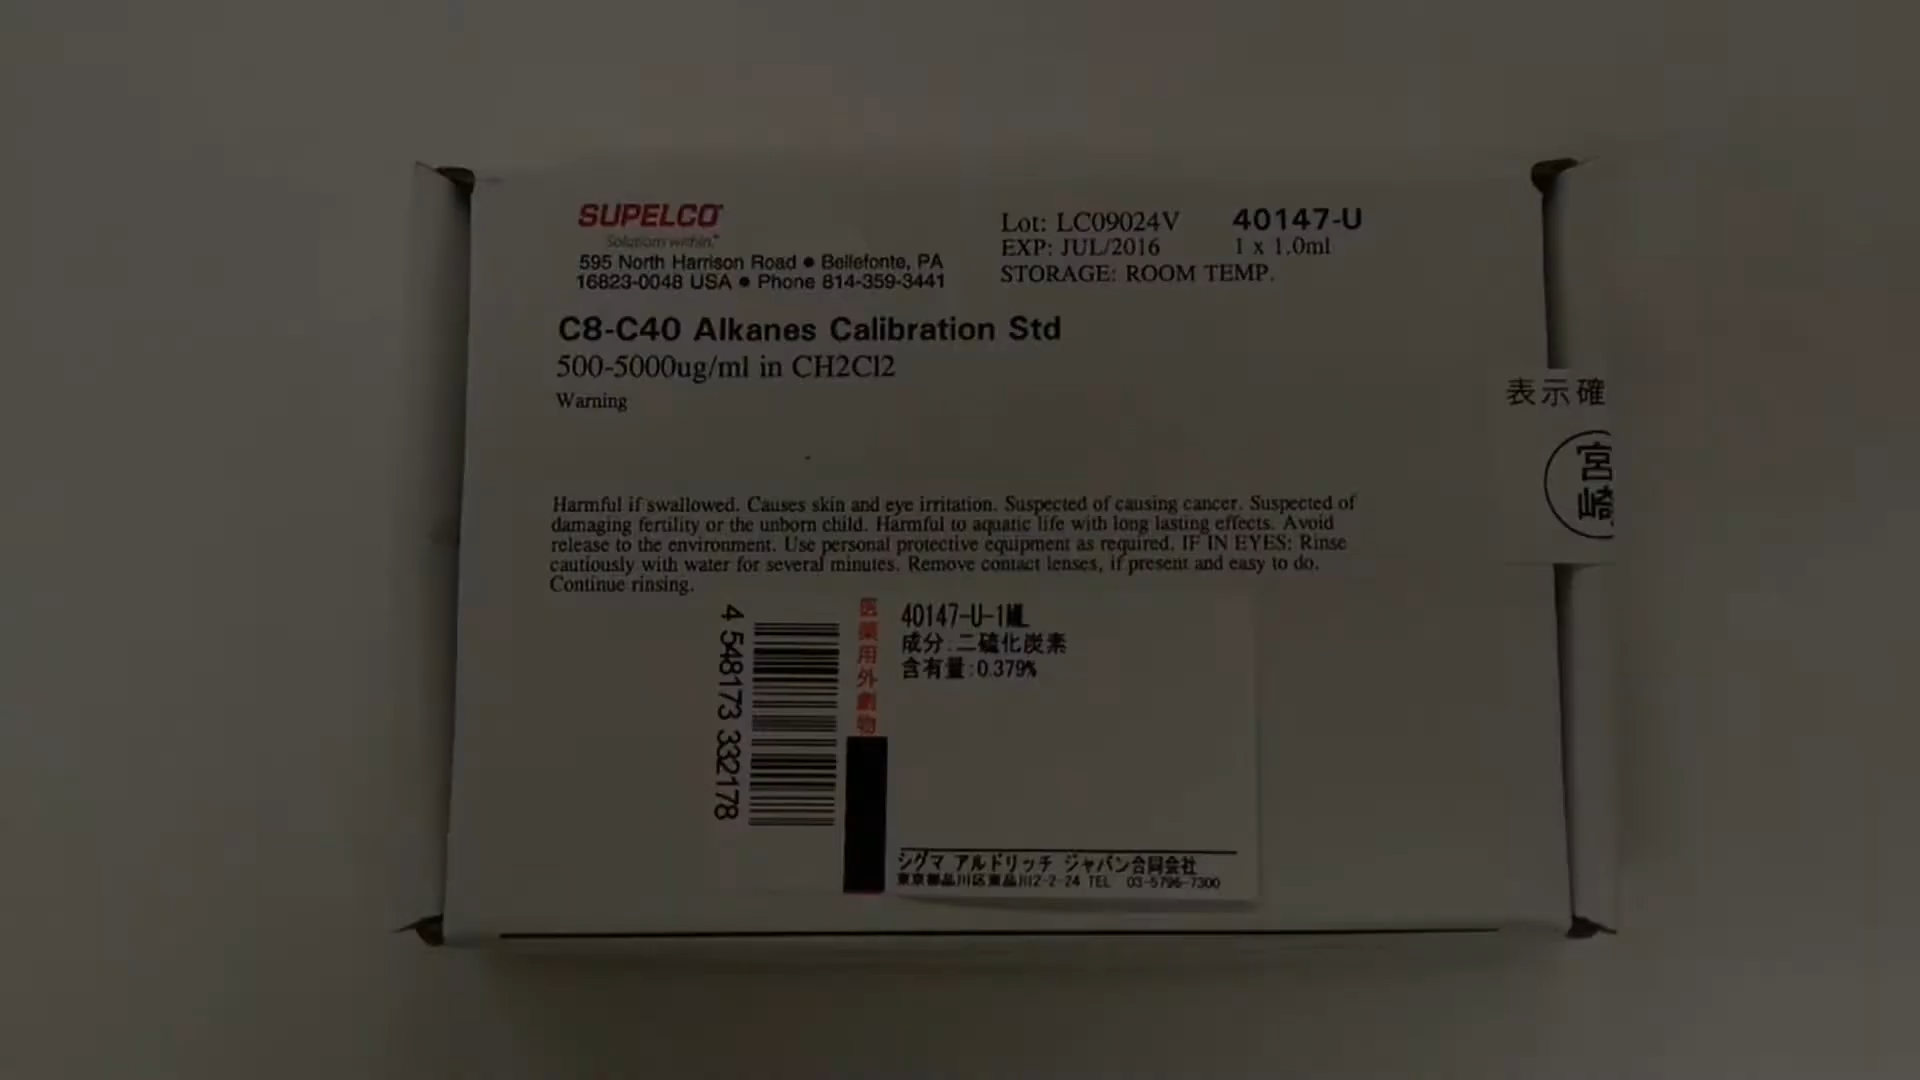 SUPELCO
Solutions within.™
595 North Harrison Road ● Bellefonte, PA
16823-0048 USA ● Phone 814-359-3441
Lot: LC09024V 40147-U
EXP: JUL/2016 1 x 1.0ml
STORAGE: ROOM TEMP.
C8-C40 Alkanes Calibration Std
500-5000ug/ml in CH2Cl2
Warning
表示確
宮
崎
Harmful if swallowed. Causes skin and eye irritation. Suspected of causing cancer. Suspected of
damaging fertility or the unborn child. Harmful to aquatic life with long lasting effects. Avoid
release to the environment. Use personal protective equipment as required. IF IN EYES: Rinse
cautiously with water for several minutes. Remove contact lenses, if present and easy to do.
Continue rinsing.
4 548173 332178
医薬用外劇物
40147-U-1ML
成分:二硫化炭素
含有量:0.379%
シグマ アルドリッチ ジャパン合同会社
東京都品川区東品川2-2-24 TEL 03-5796-7300